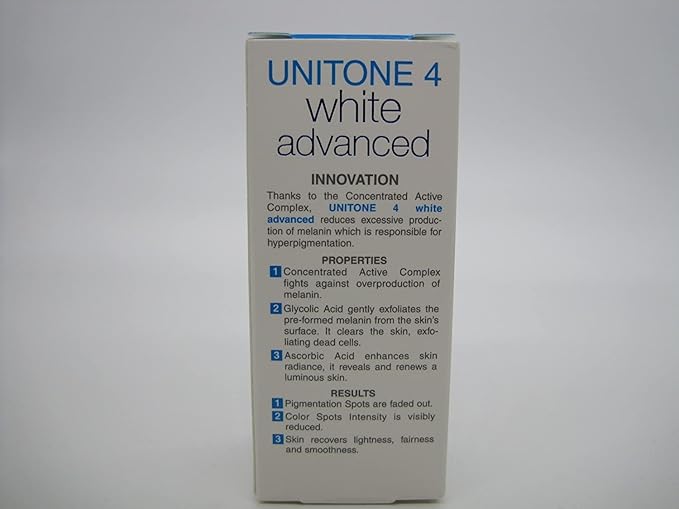 UNITONE 4
white
advanced
INNOVATION
Thanks to the Concentrated Active
Complex, UNITONE 4 white
advanced reduces excessive produc-
tion of melanin which is responsible for
hyperpigmentation.
PROPERTIES
1 Concentrated Active Complex
fights against overproduction of
melanin.
2 Glycolic Acid gently exfoliates the
pre-formed melanin from the skin's
surface. It clears the skin, exfo-
liating dead cells.
3 Ascorbic Acid enhances skin
radiance, it reveals and renews a
luminous skin.
RESULTS
1 Pigmentation Spots are faded out.
2 Color Spots Intensity is visibly
reduced.
3 Skin recovers lightness, fairness
and smoothness.